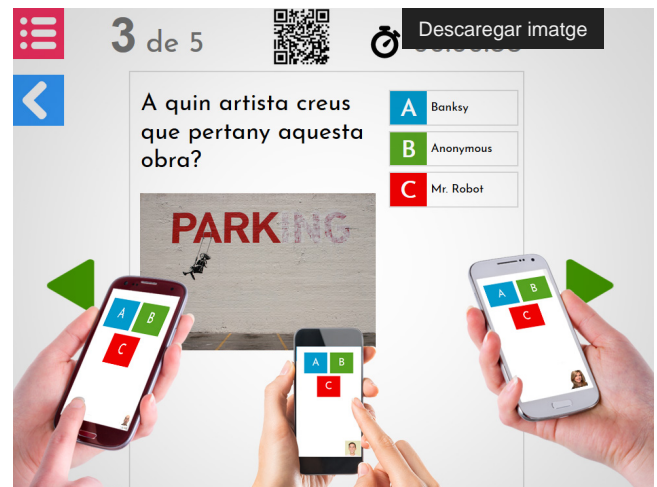 3 de 5
Descaregar imatge
A quin artista creus
que pertany aquesta
obra?
A Banksy
B Anonymous
C Mr. Robot
PARKING
A B
C
A B
C
A B
C